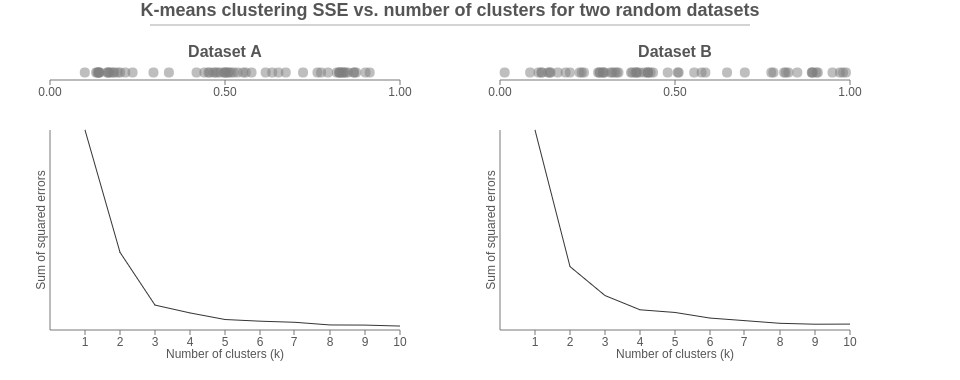 K-means clustering SSE vs. number of clusters for two random datasets
Dataset A
0.00 0.50 1.00
Sum of squared errors
1 2 3 4 5 6 7 8 9 10
Number of clusters (k)
Dataset B
0.00 0.50 1.00
Sum of squared errors
1 2 3 4 5 6 7 8 9 10
Number of clusters (k)